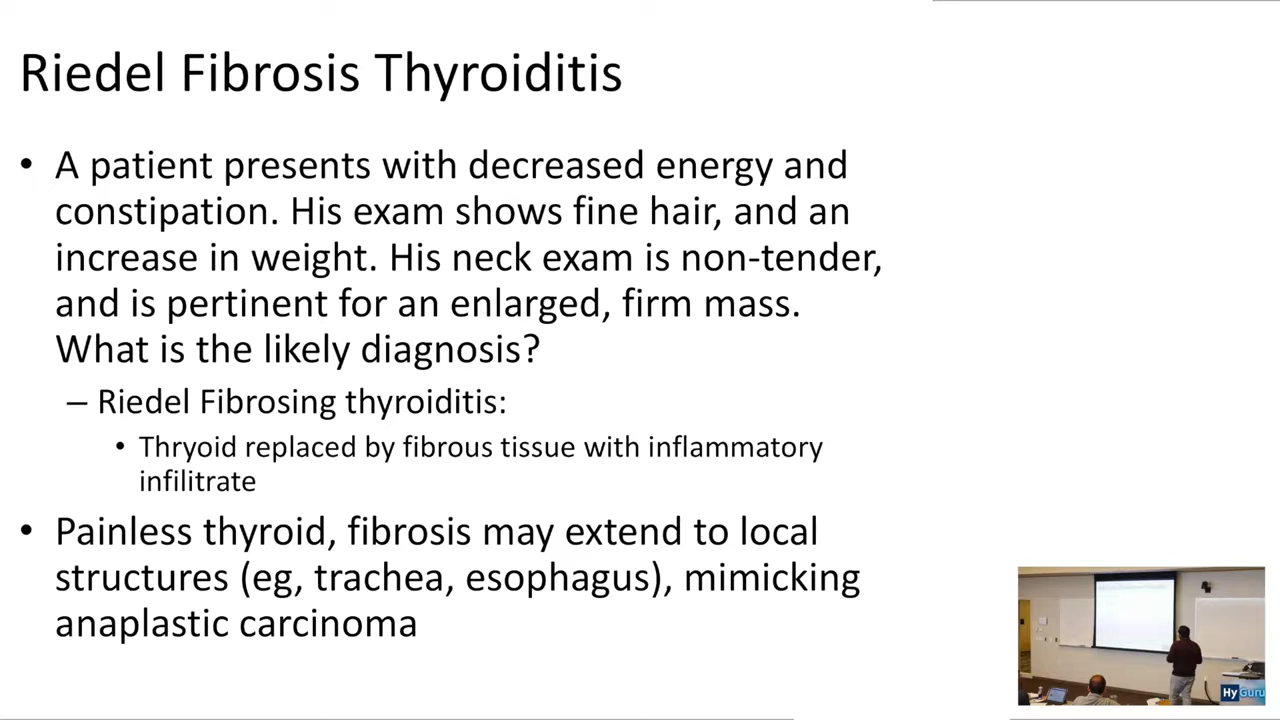 Riedel Fibrosis Thyroiditis
• A patient presents with decreased energy and
constipation. His exam shows fine hair, and an
increase in weight. His neck exam is non-tender,
and is pertinent for an enlarged, firm mass.
What is the likely diagnosis?
– Riedel Fibrosing thyroiditis:
• Thryoid replaced by fibrous tissue with inflammatory
infilitrate
• Painless thyroid, fibrosis may extend to local
structures (eg, trachea, esophagus), mimicking
anaplastic carcinoma
HyGuru